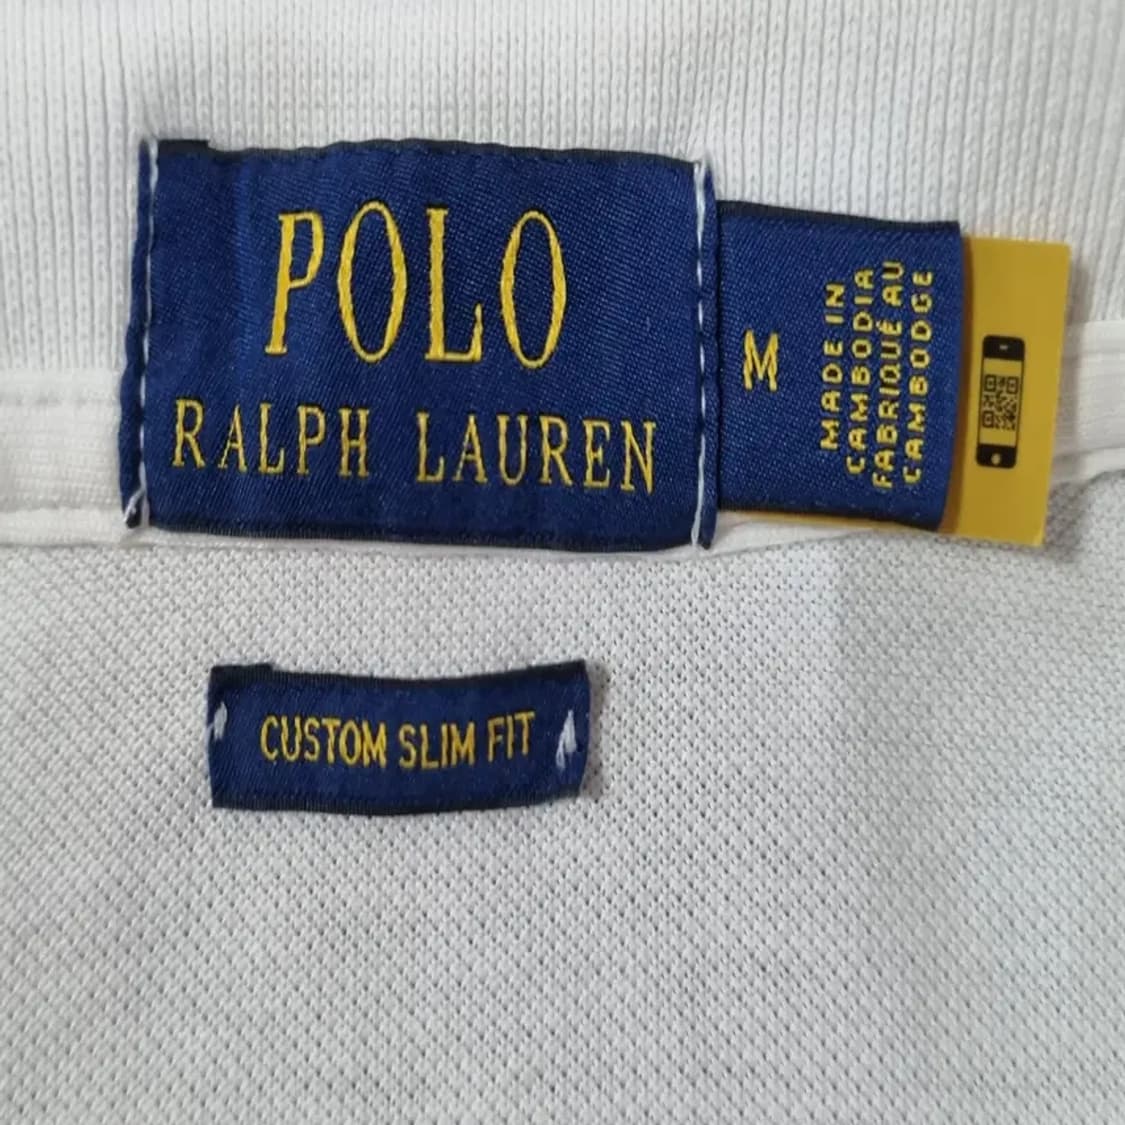 POLO
RALPH LAUREN
M
MADE IN
CAMBODIA
FABRIQUÉ AU
CAMBODGE
CUSTOM SLIM FIT